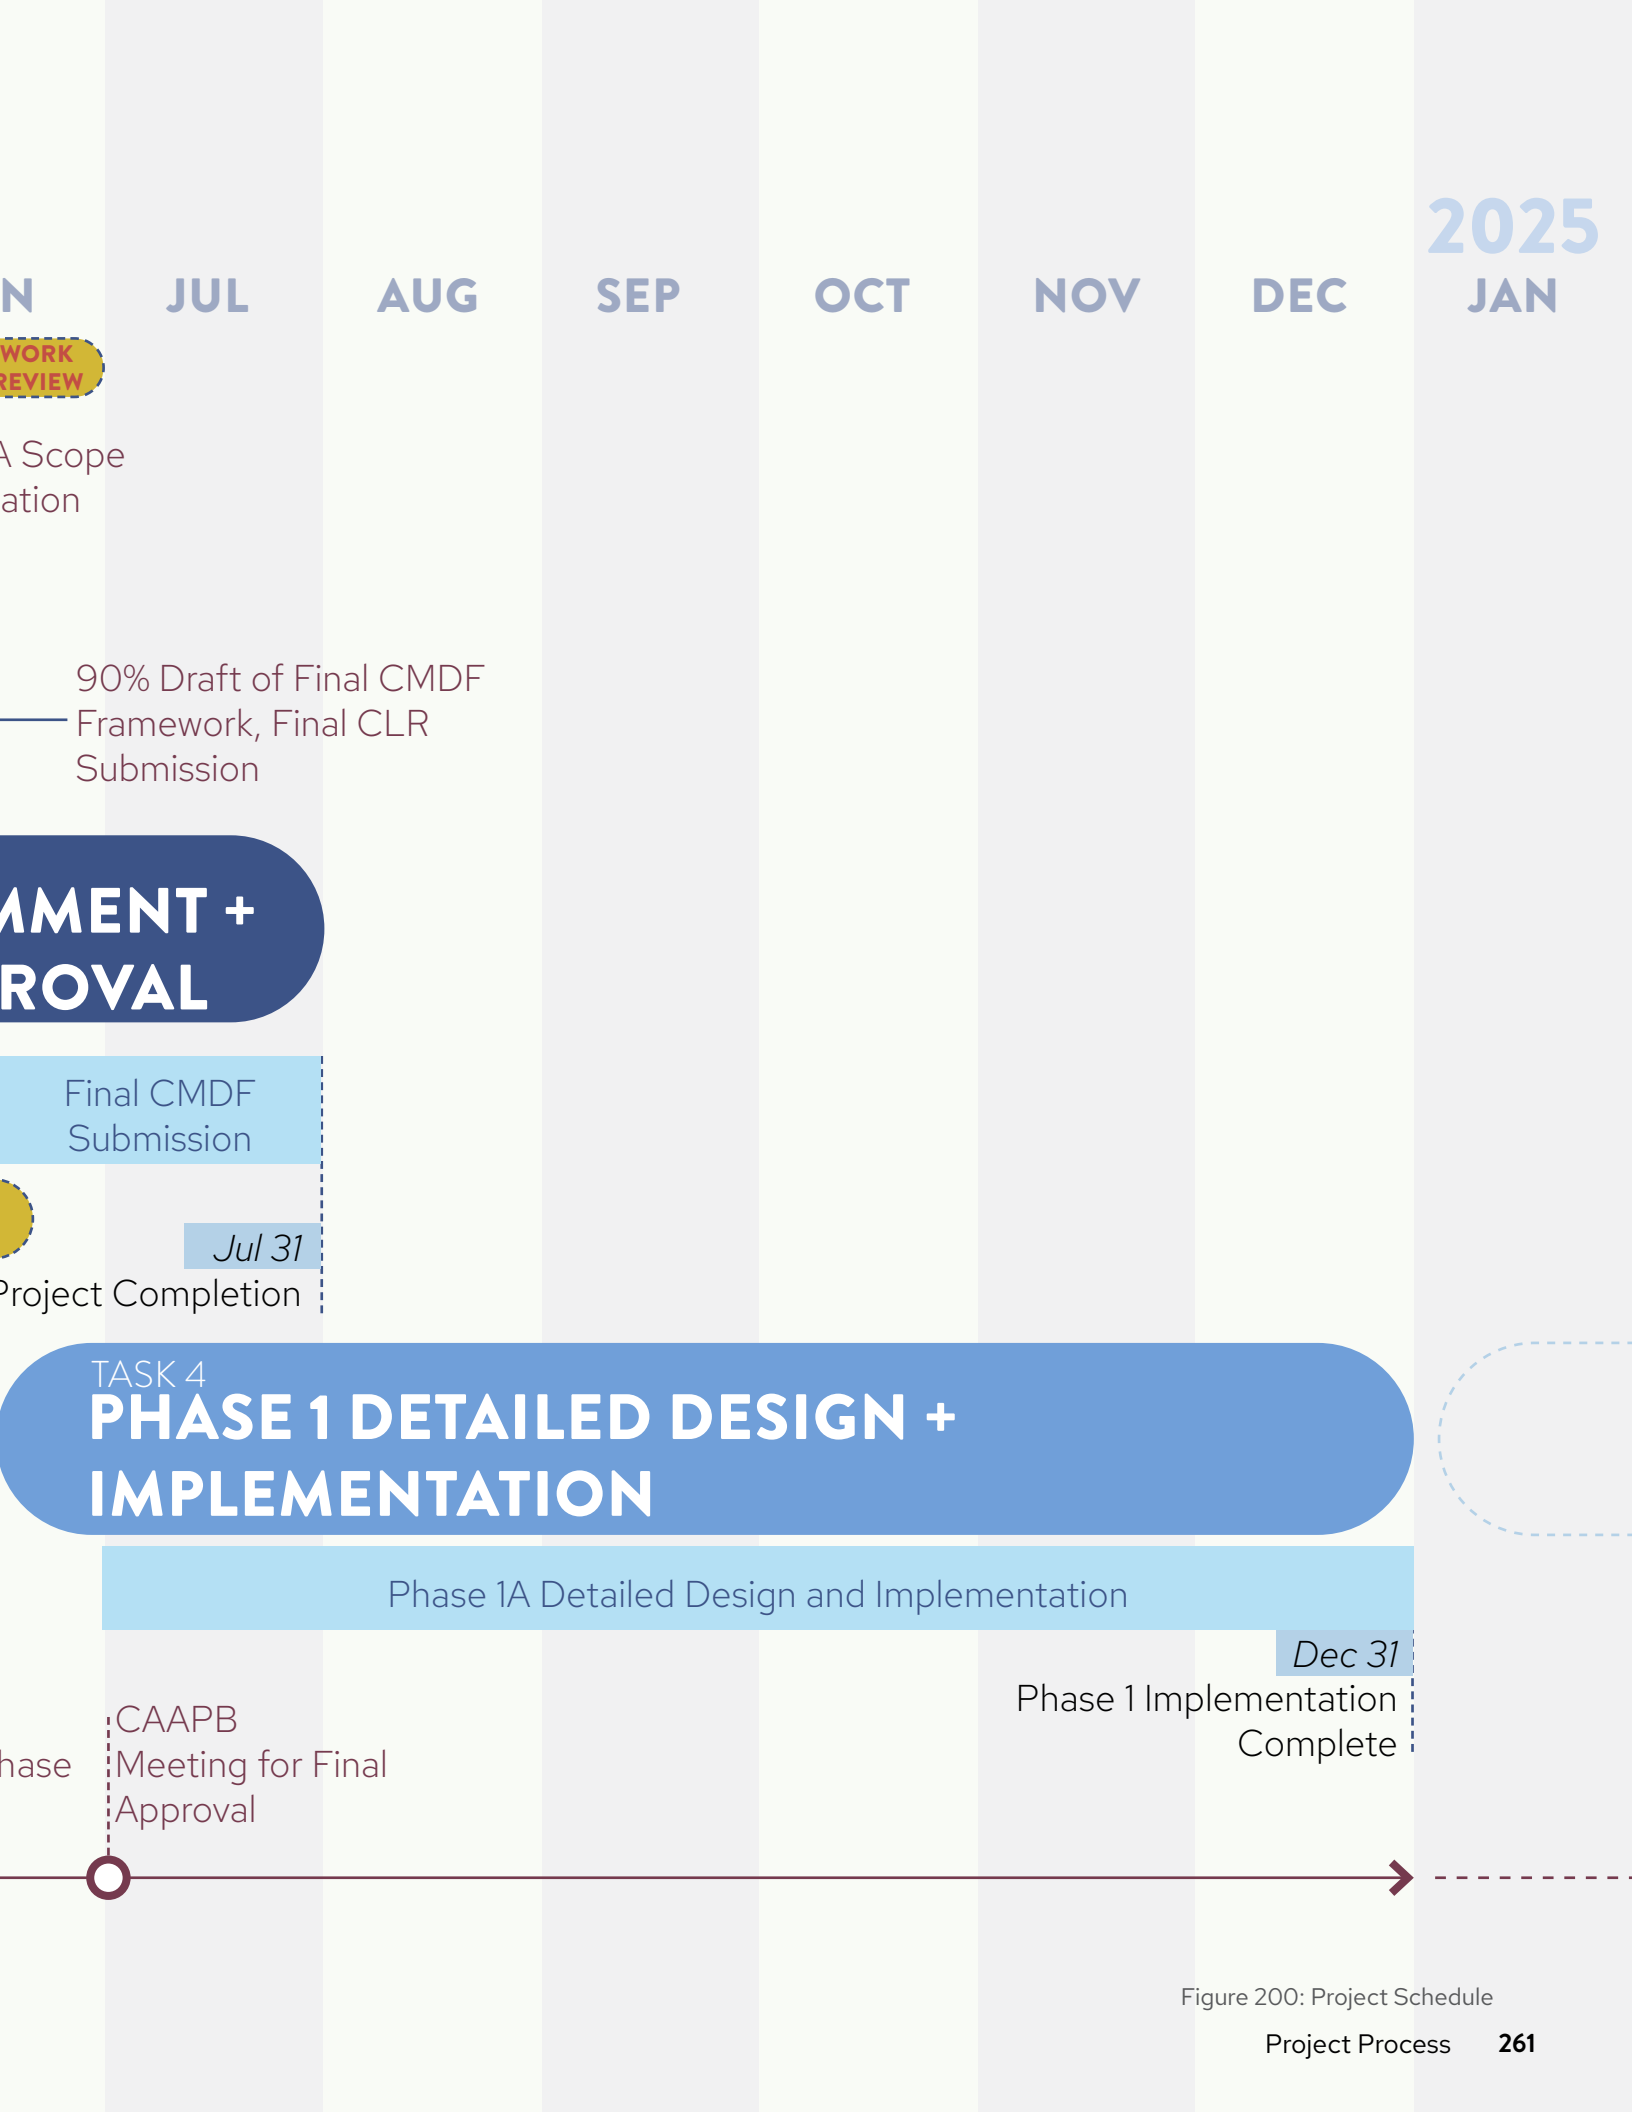 2025
N JUL AUG SEP OCT NOV DEC JAN
WORK
REVIEW
A Scope
ation
90% Draft of Final CMDF
Framework, Final CLR
Submission
MMENT +
ROVAL
Final CMDF
Submission
Jul 31
Project Completion
TASK 4
PHASE 1 DETAILED DESIGN +
IMPLEMENTATION
Phase 1A Detailed Design and Implementation
Dec 31
Phase 1 Implementation
Complete
CAAPB
hase Meeting for Final
Approval
Figure 200: Project Schedule
Project Process 261